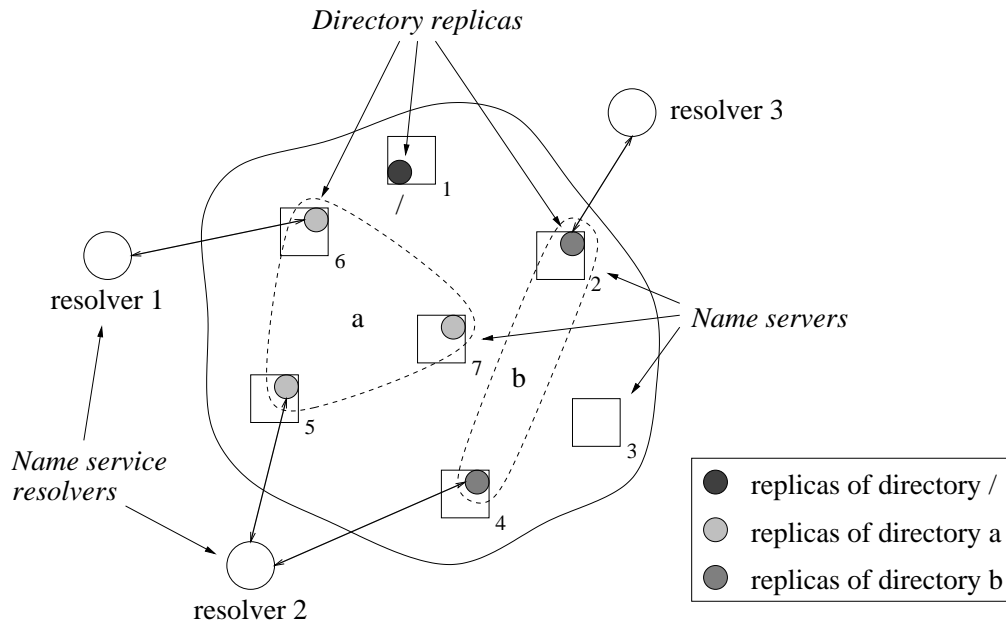 Directory replicas
resolver 3
1
/
6
2
resolver 1
a
Name servers
7
b
5
3
Name service
resolvers
4
resolver 2
replicas of directory /
replicas of directory a
replicas of directory b